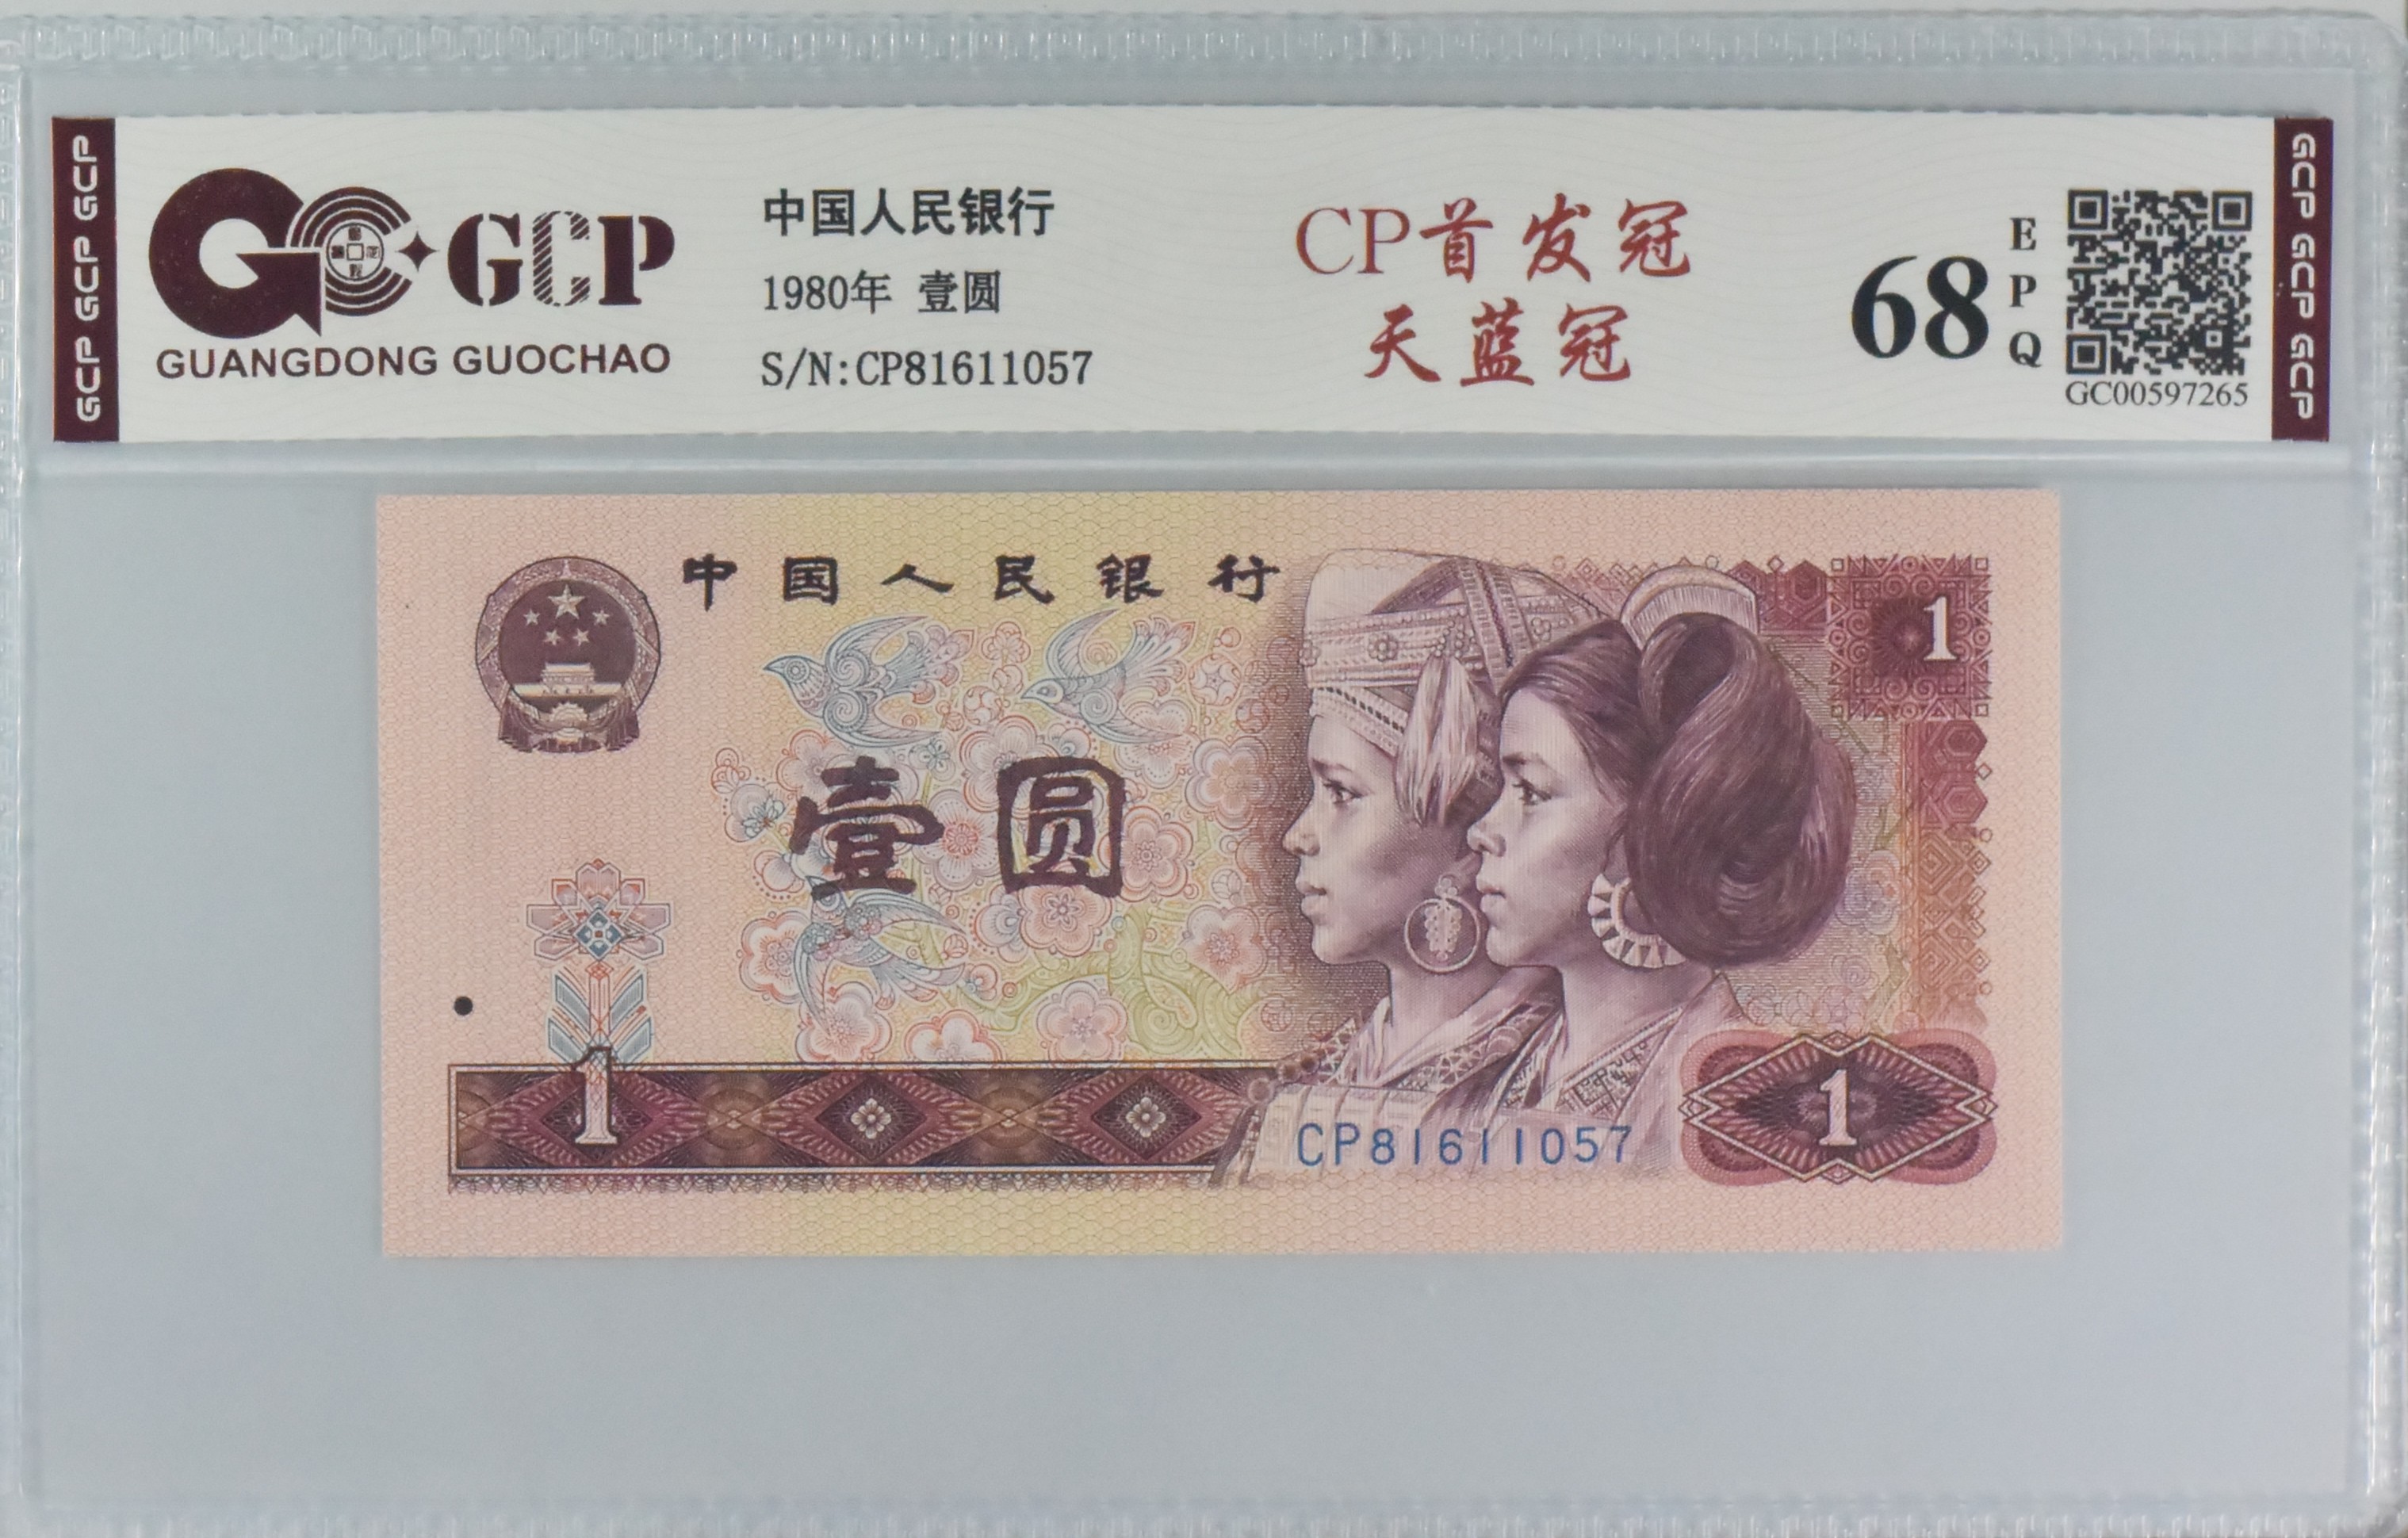 GCP GCP GCP
GCP
GUANGDONG GUOCHAO
中国人民银行
1980年 壹圆
S/N:CP81611057
CP首发冠
天蓝冠
68
EPQ
GC00597265
GCP GCP GCP
中国人民银行
1
壹圆
1
CP81611057
1